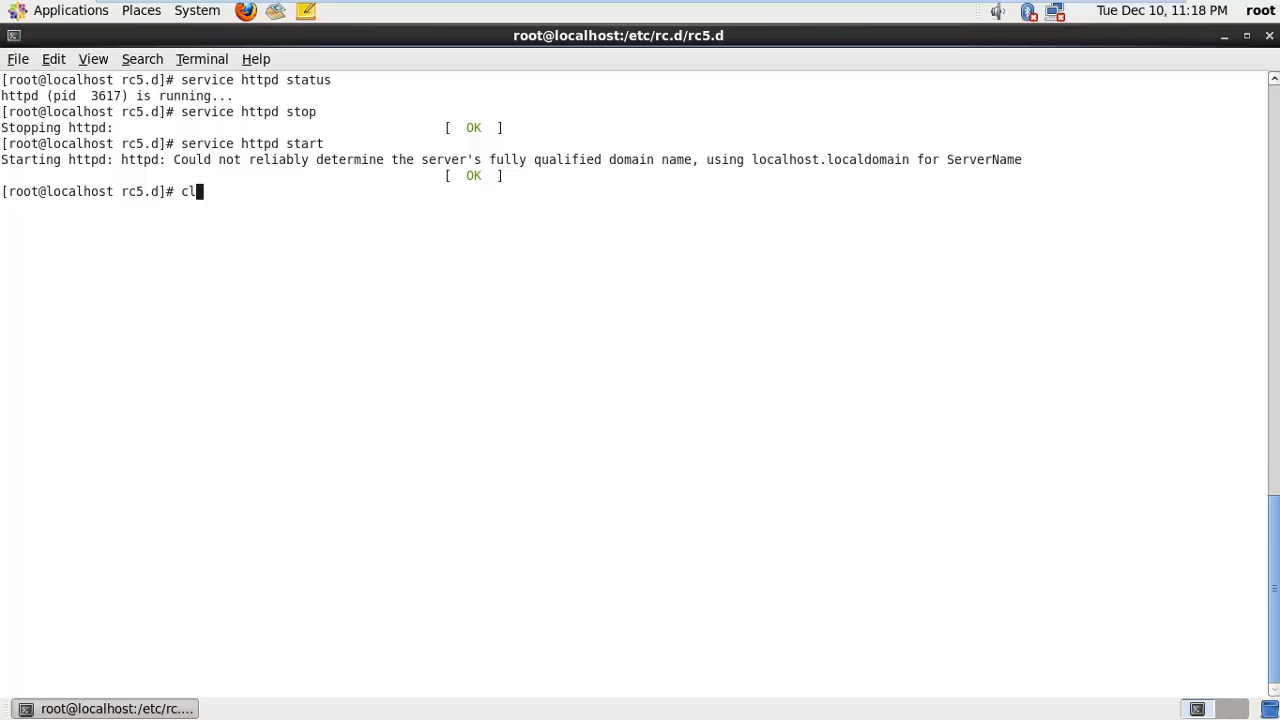 Applications Places System Tue Dec 10, 11:18 PM root
root@localhost:/etc/rc.d/rc5.d
File Edit View Search Terminal Help
[root@localhost rc5.d]# service httpd status
httpd (pid  3617) is running...
[root@localhost rc5.d]# service httpd stop
Stopping httpd:                                            [  OK  ]
[root@localhost rc5.d]# service httpd start
Starting httpd: httpd: Could not reliably determine the server's fully qualified domain name, using localhost.localdomain for ServerName
                                                           [  OK  ]
[root@localhost rc5.d]# cl
root@localhost:/etc/rc....